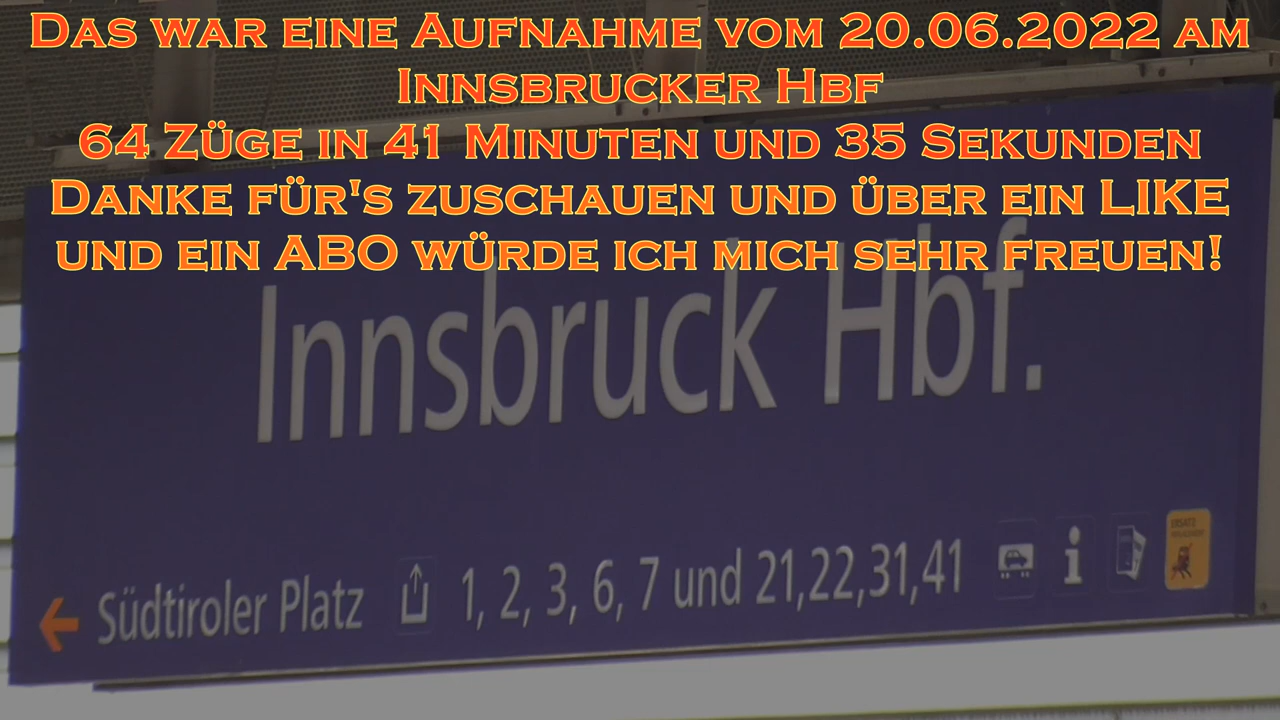 Das war eine Aufnahme vom 20.06.2022 am
Innsbrucker Hbf
64 Züge in 41 Minuten und 35 Sekunden
Danke für's zuschauen und über ein LIKE
und ein ABO würde ich mich sehr freuen!
Innsbruck Hbf.
Südtiroler Platz 1, 2, 3, 6, 7 und 21,22,31,41
ERSATZ